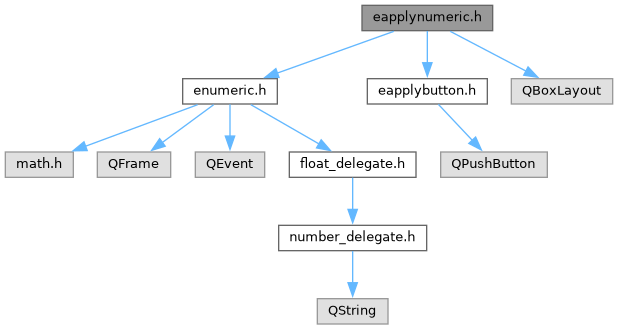 eapplynumeric.h
enumeric.h
eapplybutton.h
QBoxLayout
math.h
QFrame
QEvent
float_delegate.h
QPushButton
number_delegate.h
QString